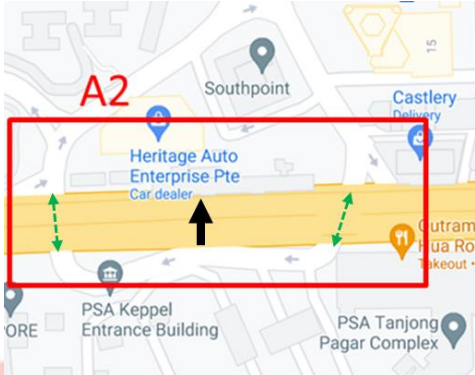 15
Southpoint
A2
Castlery
Delivery
Heritage Auto
Enterprise Pte
Car dealer
Outram
Hua Ro
Takeout •
PSA Keppel
Entrance Building
ORE
PSA Tanjong
Pagar Complex